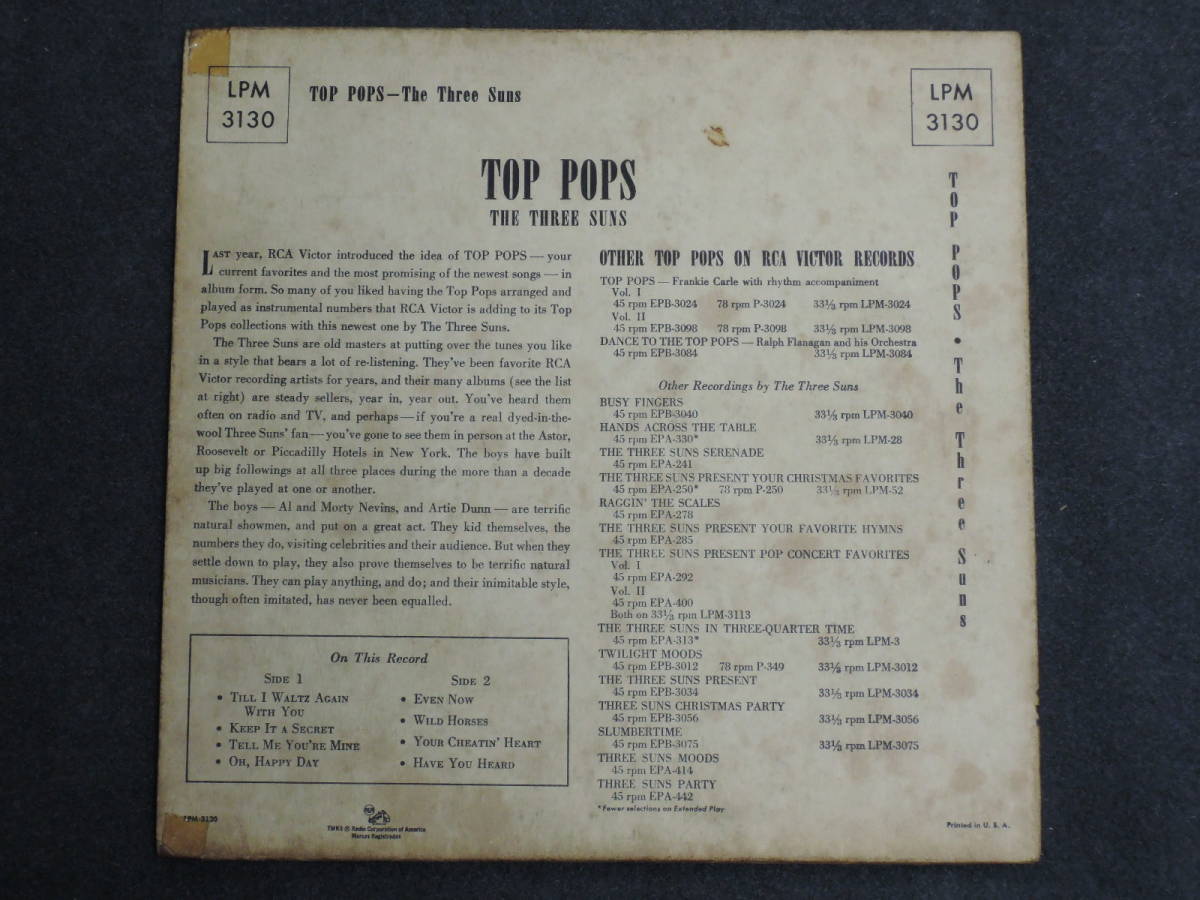 LPM
3130
TOP POPS—The Three Suns
LPM
3130
TOP POPS
THE THREE SUNS
LAST year, RCA Victor introduced the idea of TOP POPS — your
current favorites and the most promising of the newest songs — in
album form. So many of you liked having the Top Pops arranged and
played as instrumental numbers that RCA Victor is adding to its Top
Pops collections with this newest one by The Three Suns.
The Three Suns are old masters at putting over the tunes you like
in a style that bears a lot of re-listening. They've been favorite RCA
Victor recording artists for years, and their many albums (see the list
at right) are steady sellers, year in, year out. You've heard them
often on radio and TV, and perhaps—if you're a real dyed-in-the-
wool Three Suns' fan—you've gone to see them in person at the Astor,
Roosevelt or Piccadilly Hotels in New York. The boys have built
up big followings at all three places during the more than a decade
they've played at one or another.
The boys — Al and Morty Nevins, and Artie Dunn — are terrific
natural showmen, and put on a great act. They kid themselves, the
numbers they do, visiting celebrities and their audience. But when they
settle down to play, they also prove themselves to be terrific natural
musicians. They can play anything, and do; and their inimitable style,
though often imitated, has never been equalled.
On This Record
SIDE 1
• TILL I WALTZ AGAIN
WITH YOU
• KEEP IT A SECRET
• TELL ME YOU'RE MINE
• OH, HAPPY DAY
SIDE 2
• EVEN NOW
• WILD HORSES
• YOUR CHEATIN' HEART
• HAVE YOU HEARD
OTHER TOP POPS ON RCA VICTOR RECORDS
TOP POPS — Frankie Carle with rhythm accompaniment
Vol. I
45 rpm EPB-3024 78 rpm P-3024 33⅓ rpm LPM-3024
Vol. II
45 rpm EPB-3098 78 rpm P-3098 33⅓ rpm LPM-3098
DANCE TO THE TOP POPS — Ralph Flanagan and his Orchestra
45 rpm EPB-3084 33⅓ rpm LPM-3084
Other Recordings by The Three Suns
BUSY FINGERS
45 rpm EPB-3040 33⅓ rpm LPM-3040
HANDS ACROSS THE TABLE
45 rpm EPA-330* 33⅓ rpm LPM-28
THE THREE SUNS SERENADE
45 rpm EPA-241
THE THREE SUNS PRESENT YOUR CHRISTMAS FAVORITES
45 rpm EPA-250* 78 rpm P-250 33⅓ rpm LPM-52
RAGGIN' THE SCALES
45 rpm EPA-278
THE THREE SUNS PRESENT YOUR FAVORITE HYMNS
45 rpm EPA-285
THE THREE SUNS PRESENT POP CONCERT FAVORITES
Vol. I
45 rpm EPA-292
Vol. II
45 rpm EPA-400
Both on 33⅓ rpm LPM-3113
THE THREE SUNS IN THREE-QUARTER TIME
45 rpm EPA-313* 33⅓ rpm LPM-3
TWILIGHT MOODS
45 rpm EPB-3012 78 rpm P-349 33⅓ rpm LPM-3012
THE THREE SUNS PRESENT
45 rpm EPB-3034 33⅓ rpm LPM-3034
THREE SUNS CHRISTMAS PARTY
45 rpm EPB-3056 33⅓ rpm LPM-3056
SLUMBERTIME
45 rpm EPB-3075 33⅓ rpm LPM-3075
THREE SUNS MOODS
45 rpm EPA-414
THREE SUNS PARTY
45 rpm EPA-442
*Fewer selections on Extended Play
TOP POPS • The Three Suns
LPM-3130
RCA
TMK® ® Radio Corporation of America
Marcas Registradas
Printed in U. S. A.